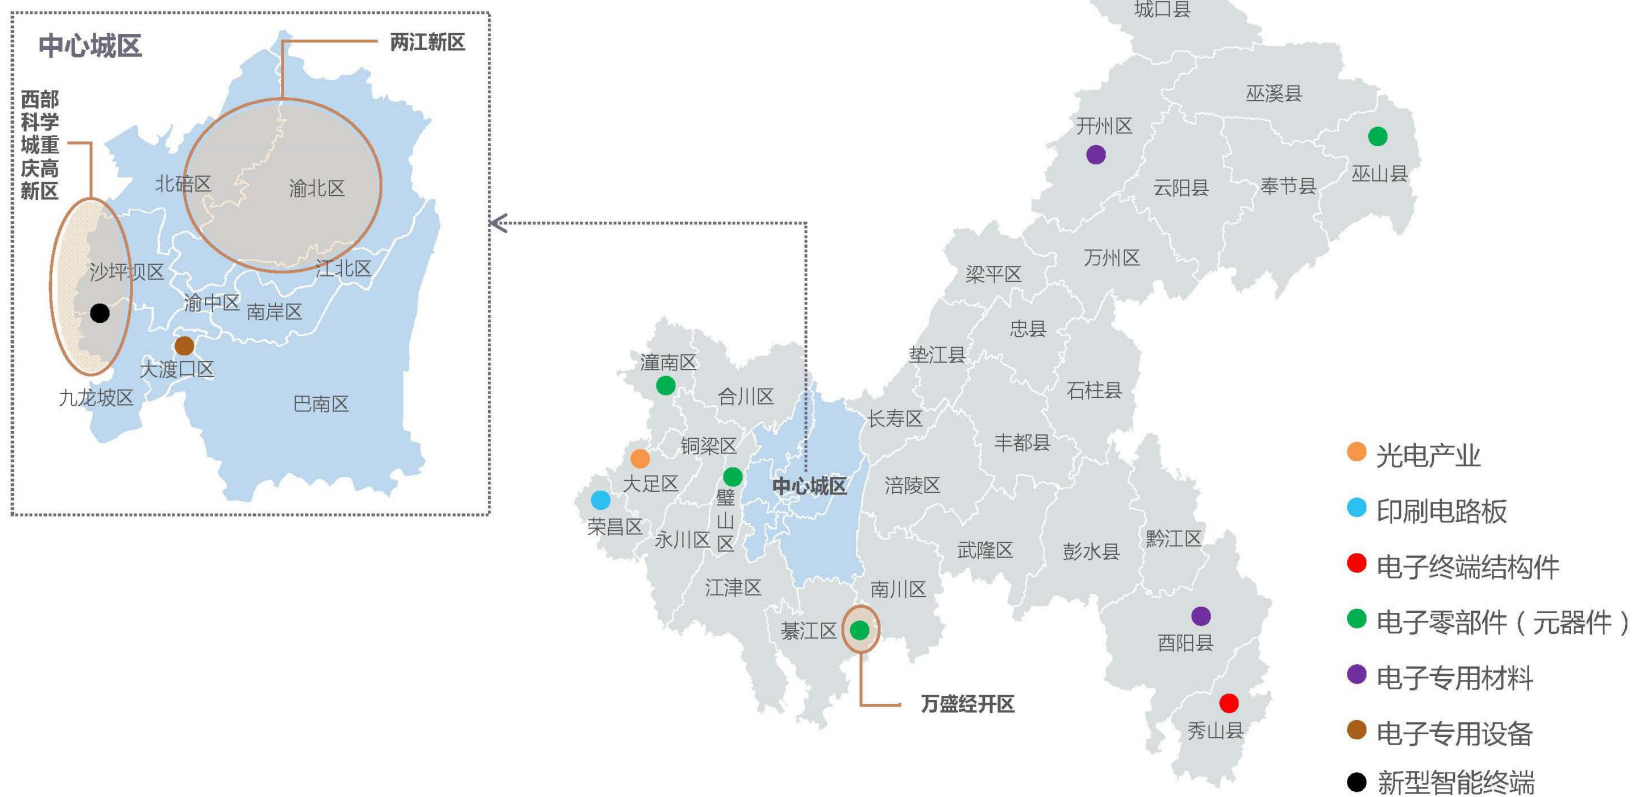 中心城区
两江新区
西部
科学
城重
庆高
新区
北碚区
渝北区
沙坪坝区
江北区
渝中区
南岸区
大渡口区
九龙坡区
巴南区
城口县
巫溪县
开州区
巫山县
云阳县
奉节县
万州区
梁平区
忠县
垫江县
石柱县
潼南区
合川区
长寿区
铜梁区
丰都县
大足区
中心城区
涪陵区
璧
山
区
荣昌区
永川区
武隆区
彭水县
黔江区
江津区
南川区
綦江区
酉阳县
万盛经开区
秀山县
光电产业
印刷电路板
电子终端结构件
电子零部件（元器件）
电子专用材料
电子专用设备
新型智能终端